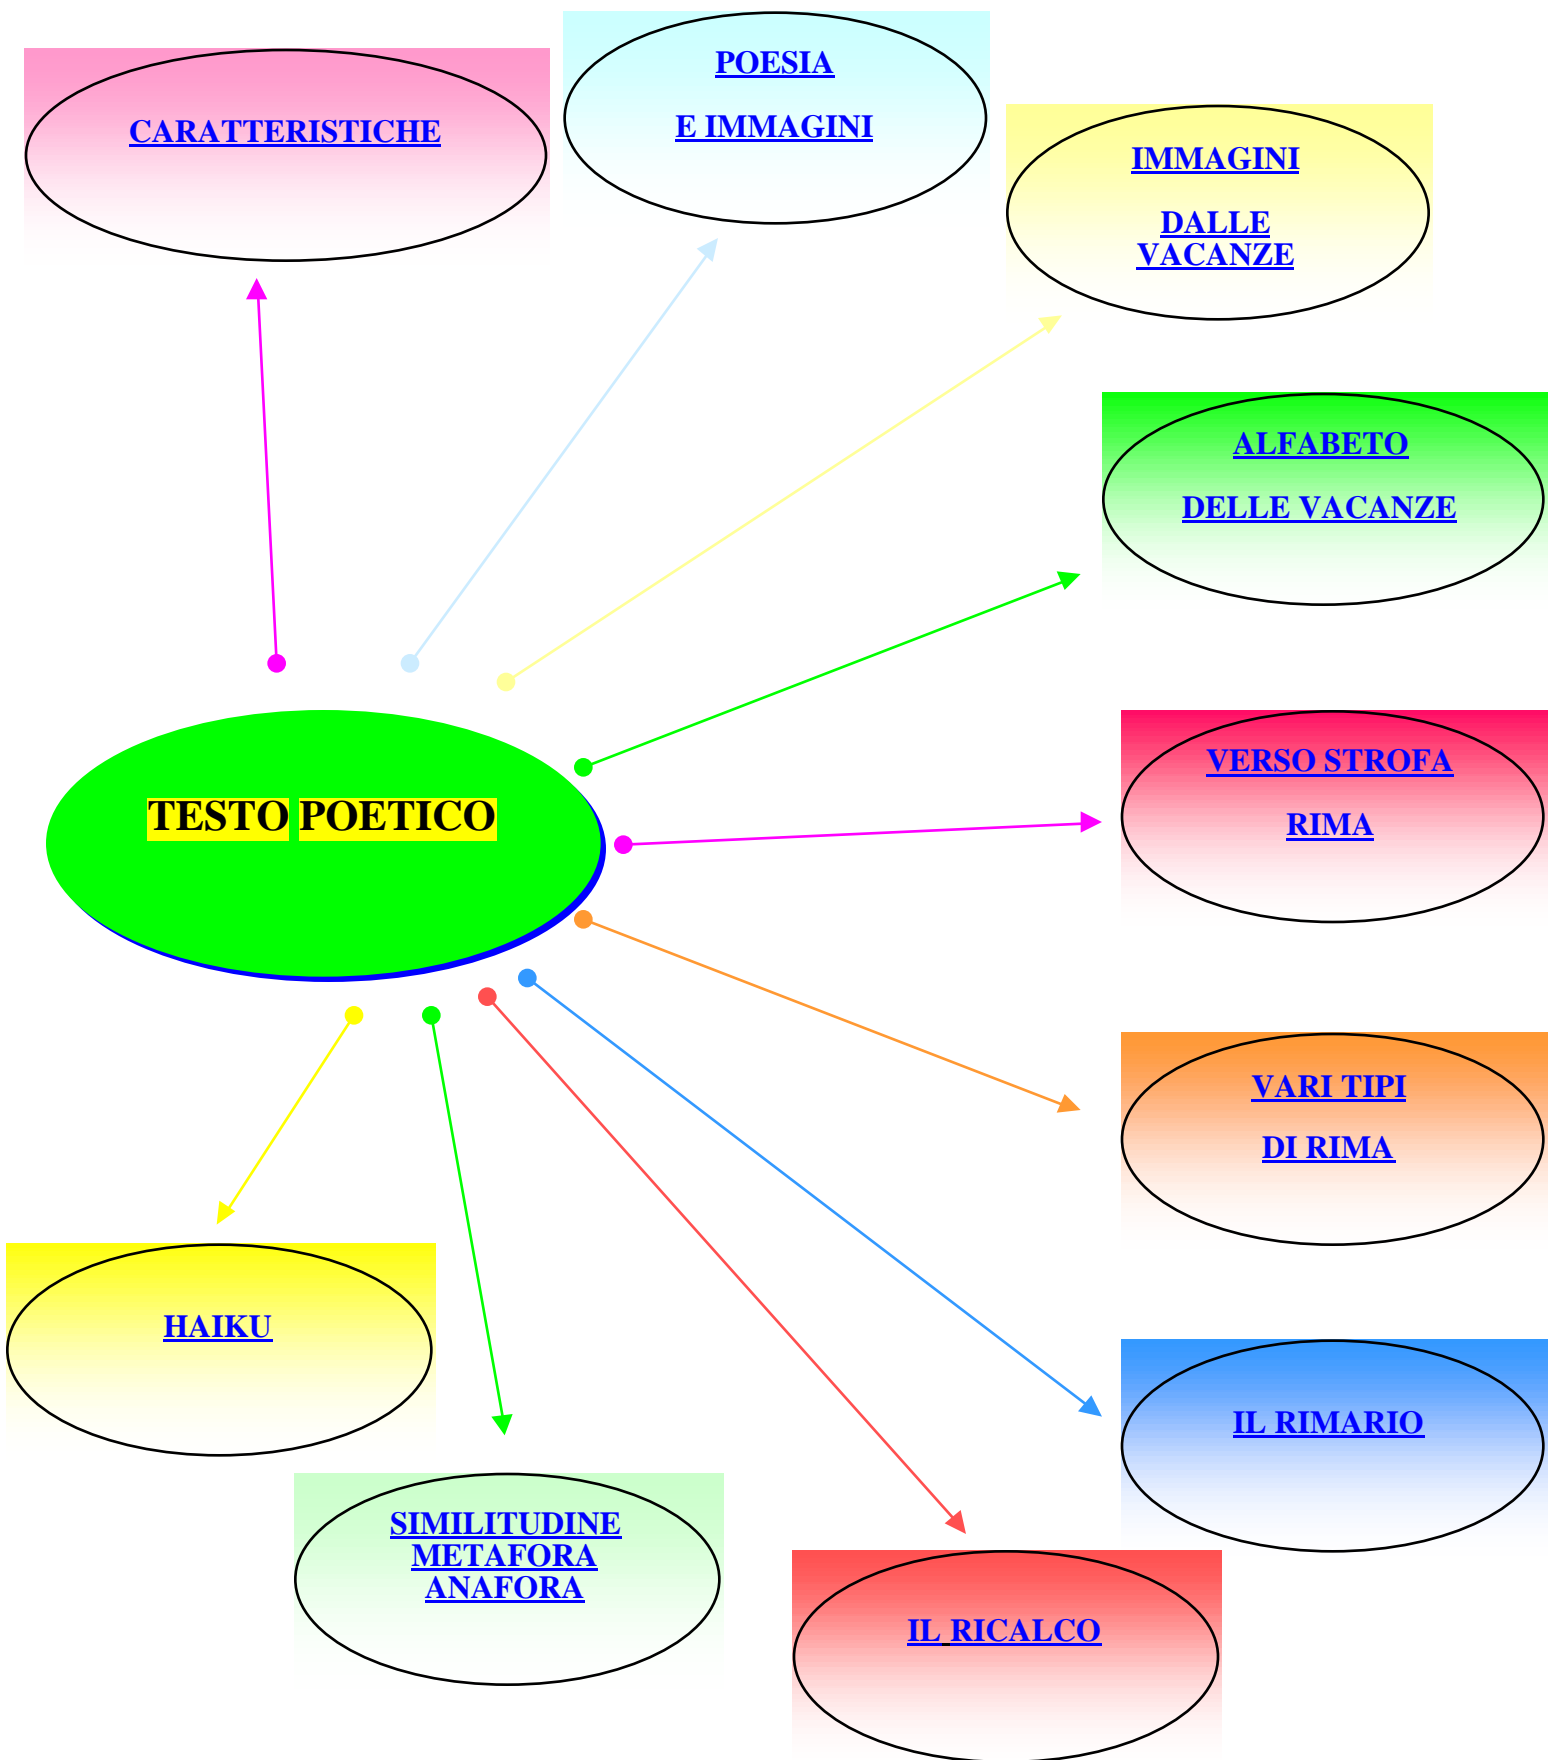 CARATTERISTICHE
POESIA
E IMMAGINI
IMMAGINI
DALLE
VACANZE
ALFABETO
DELLE VACANZE
TESTO POETICO
VERSO STROFA
RIMA
VARI TIPI
DI RIMA
HAIKU
IL RIMARIO
SIMILITUDINE
METAFORA
ANAFORA
IL RICALCO